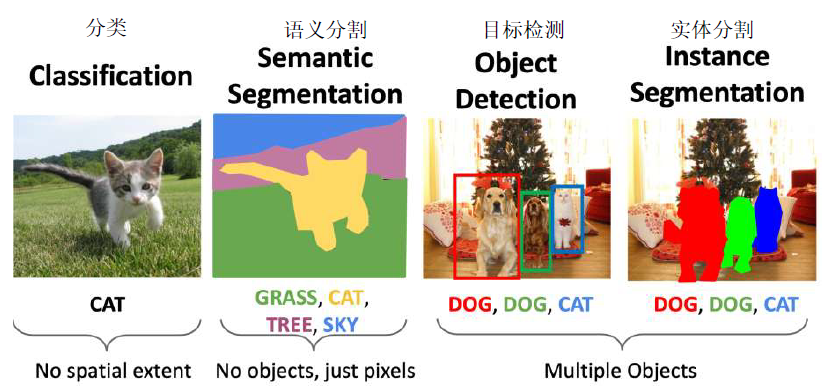 分类
Classification
CAT
No spatial extent
语义分割
Semantic
Segmentation
GRASS, CAT,
TREE, SKY
No objects, just pixels
目标检测
Object
Detection
DOG, DOG, CAT
实体分割
Instance
Segmentation
DOG, DOG, CAT
Multiple Objects